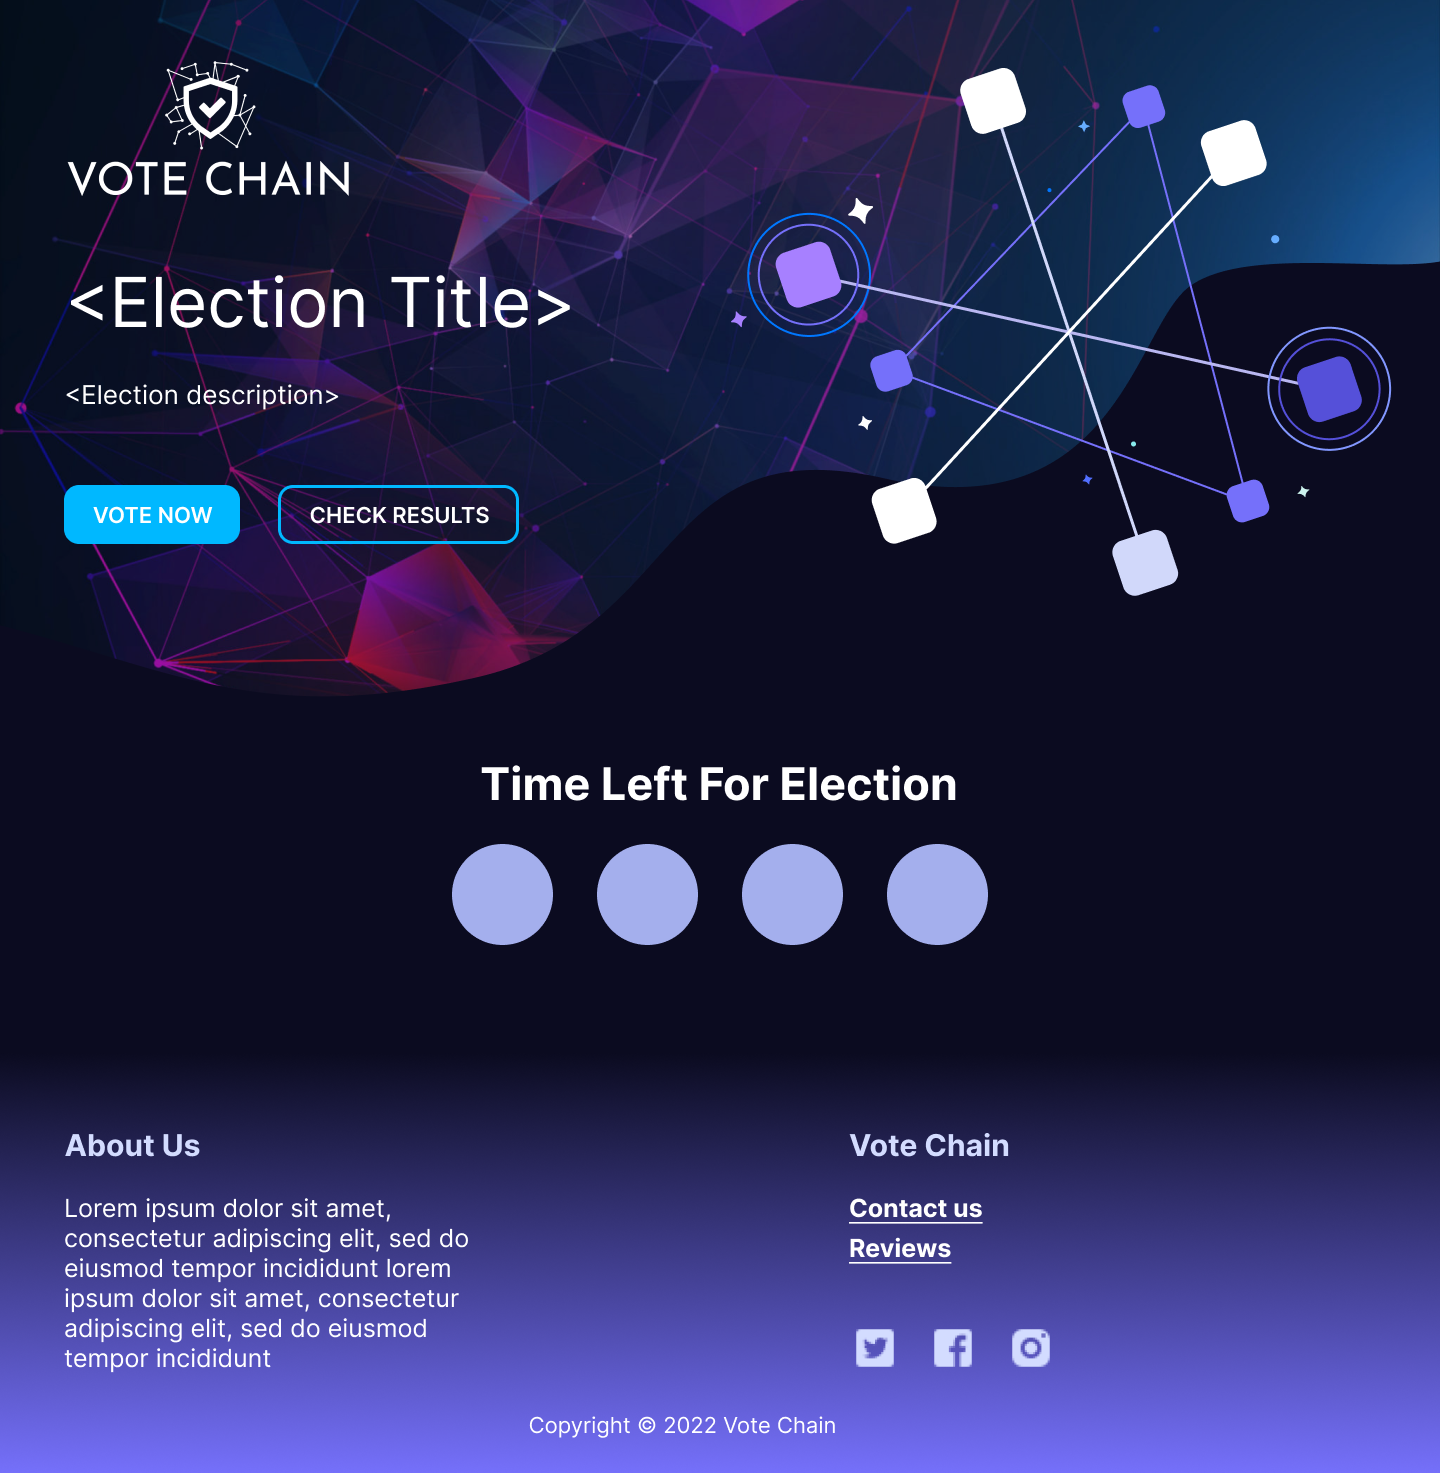 VOTE CHAIN
<Election Title>
<Election description>
VOTE NOW
CHECK RESULTS
Time Left For Election
About Us
Lorem ipsum dolor sit amet,
consectetur adipiscing elit, sed do
eiusmod tempor incididunt lorem
ipsum dolor sit amet, consectetur
adipiscing elit, sed do eiusmod
tempor incididunt
Vote Chain
Contact us
Reviews
Copyright © 2022 Vote Chain